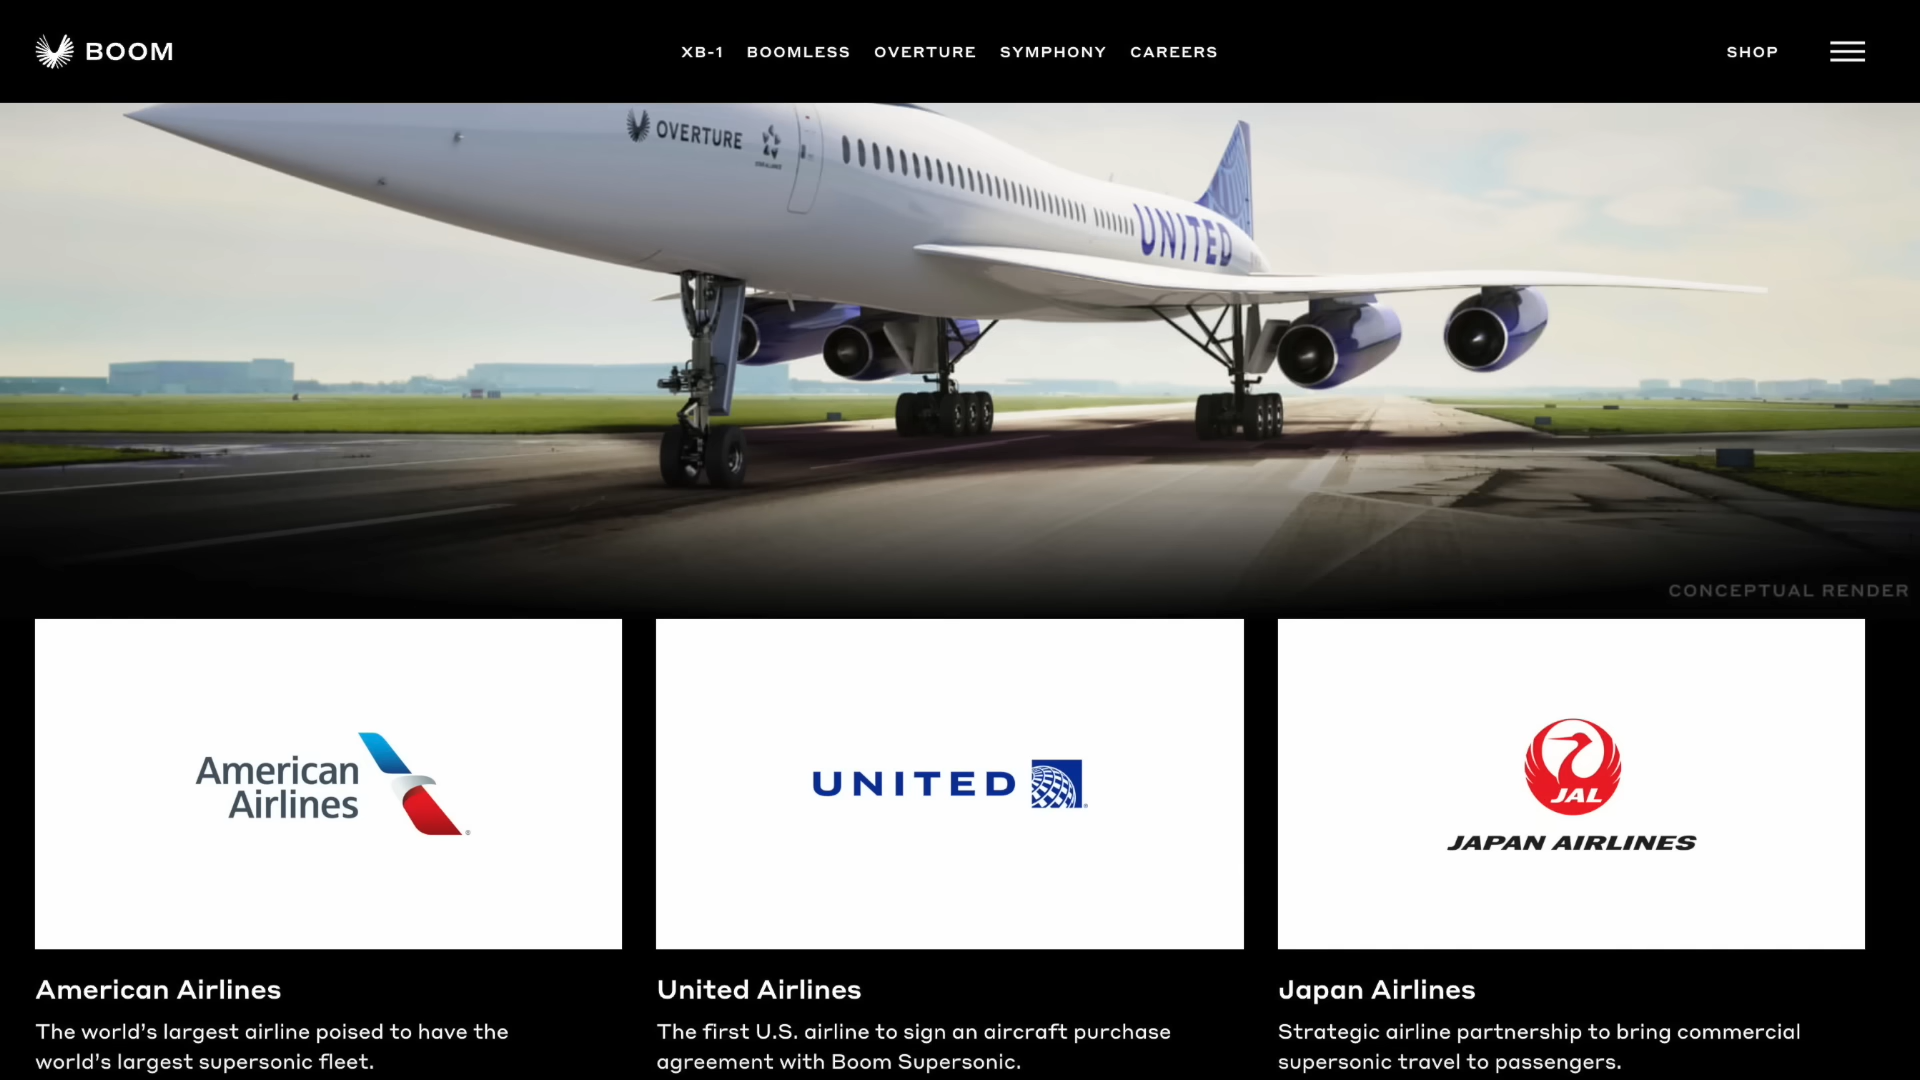 BOOM
XB-1 BOOMLESS OVERTURE SYMPHONY CAREERS
SHOP
OVERTURE
UNITED
CONCEPTUAL RENDER
American
Airlines
UNITED
JAL
JAPAN AIRLINES
American Airlines
The world’s largest airline poised to have the
world’s largest supersonic fleet.
United Airlines
The first U.S. airline to sign an aircraft purchase
agreement with Boom Supersonic.
Japan Airlines
Strategic airline partnership to bring commercial
supersonic travel to passengers.